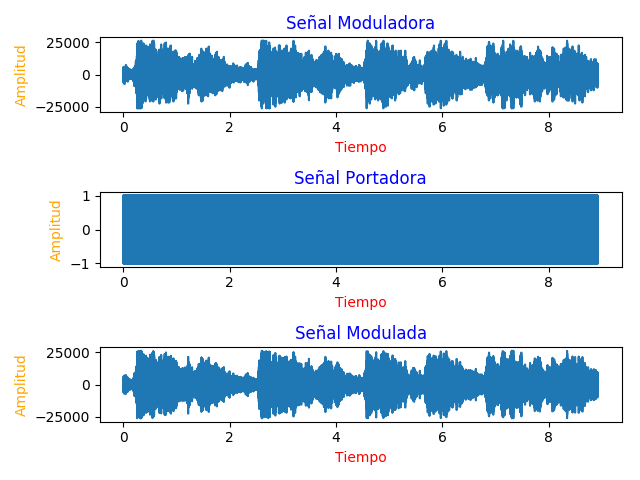 Señal Moduladora
Amplitud
25000
0
−25000
0 2 4 6 8
Tiempo
Señal Portadora
Amplitud
1
0
−1
0 2 4 6 8
Tiempo
Señal Modulada
Amplitud
25000
0
−25000
0 2 4 6 8
Tiempo